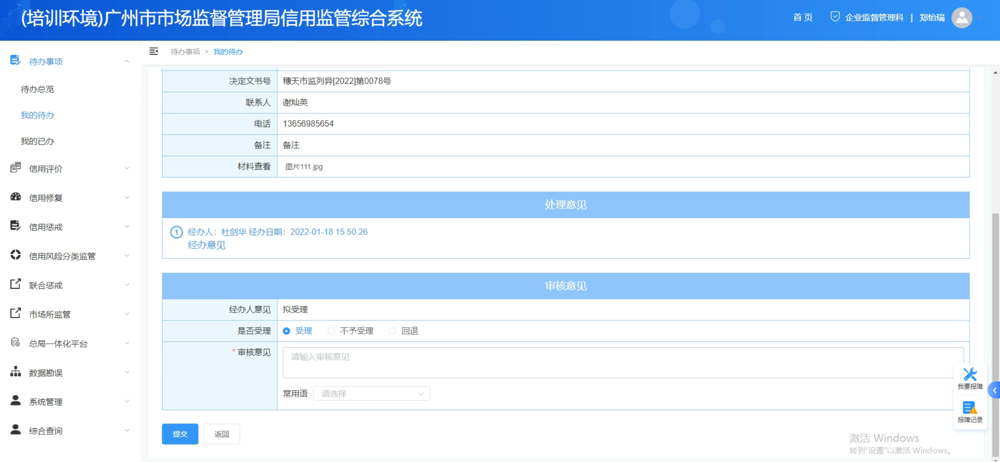 (培训环境)广州市市场监督管理局信用监管综合系统
首页 企业监督管理科 | 郑怡瑞
待办事项 > 我的待办
待办事项
待办总览
我的待办
我的已办
信用评价
信用修复
信用惩戒
信用风险分类监管
联合惩戒
市场所监管
总局一体化平台
数据勘误
系统管理
综合查询
决定文书号 穗天市监列异[2022]第0078号
联系人 谢灿英
电话 13656985654
备注 备注
材料查看 图片111.jpg
处理意见
1 经办人：杜剑华 经办日期：2022-01-18 15:50:26
经办意见
审核意见
经办人意见 拟受理
是否受理 受理 不予受理 回退
*审核意见 请输入审核意见
常用语 请选择
提交 返回
我要报障
报障记录
激活 Windows
转到"设置"以激活 Windows。